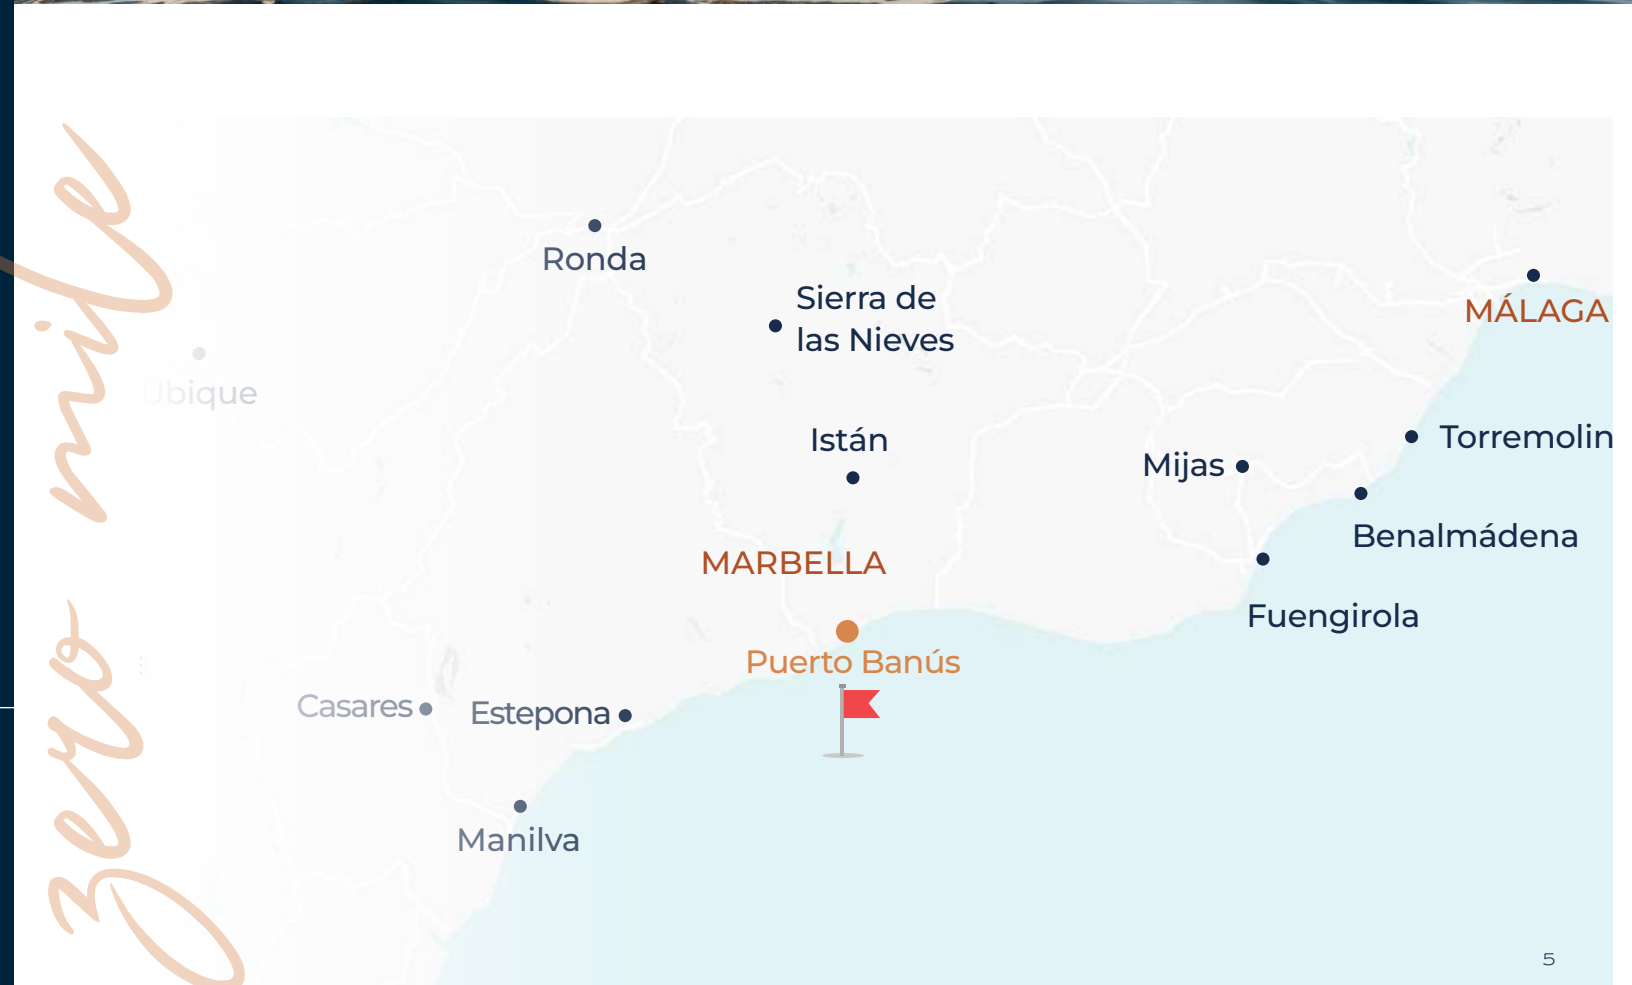 zero mile
Ronda
Sierra de
las Nieves
MÁLAGA
Ubique
Istán
Torremolin
Mijas
Benalmádena
MARBELLA
Fuengirola
Puerto Banús
Casares
Estepona
Manilva
5